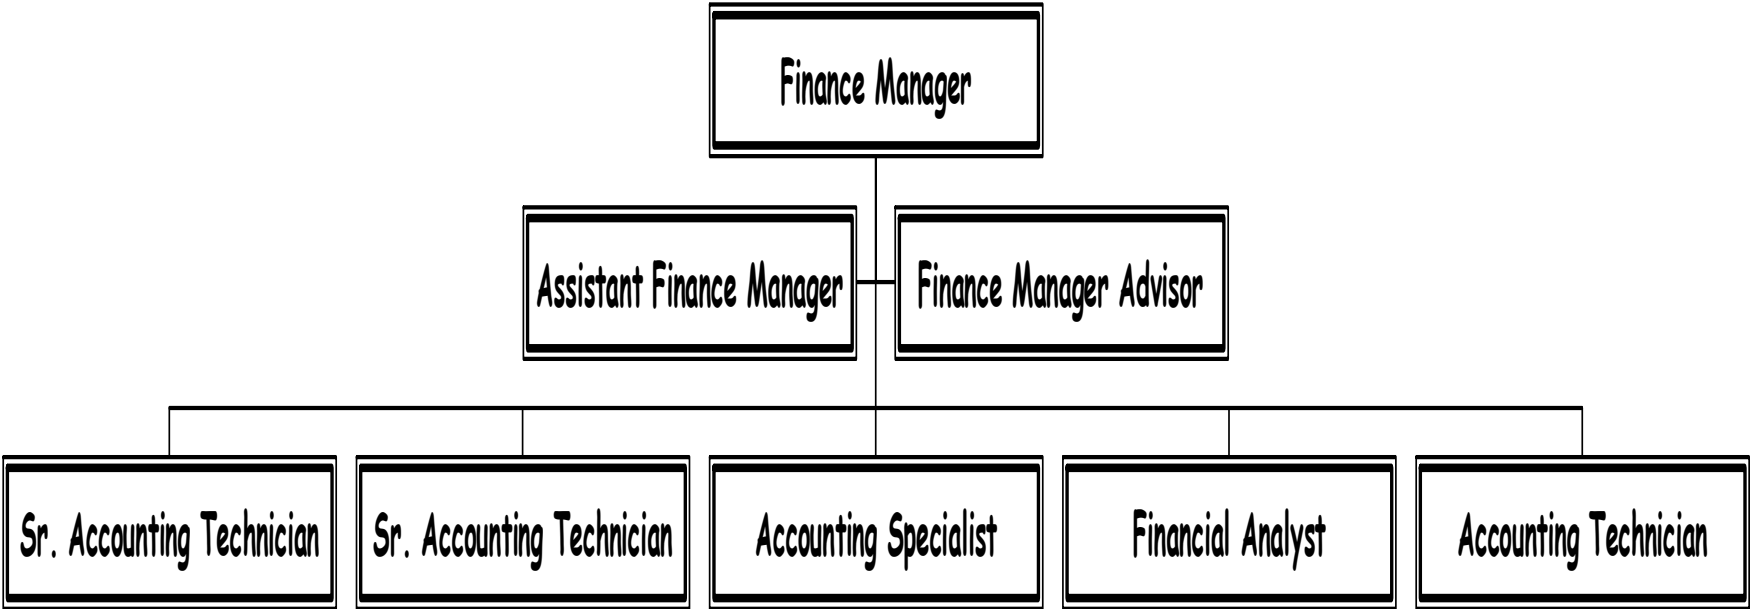 Finance Manager
Assistant Finance Manager
Finance Manager Advisor
Sr. Accounting Technician
Sr. Accounting Technician
Accounting Specialist
Financial Analyst
Accounting Technician